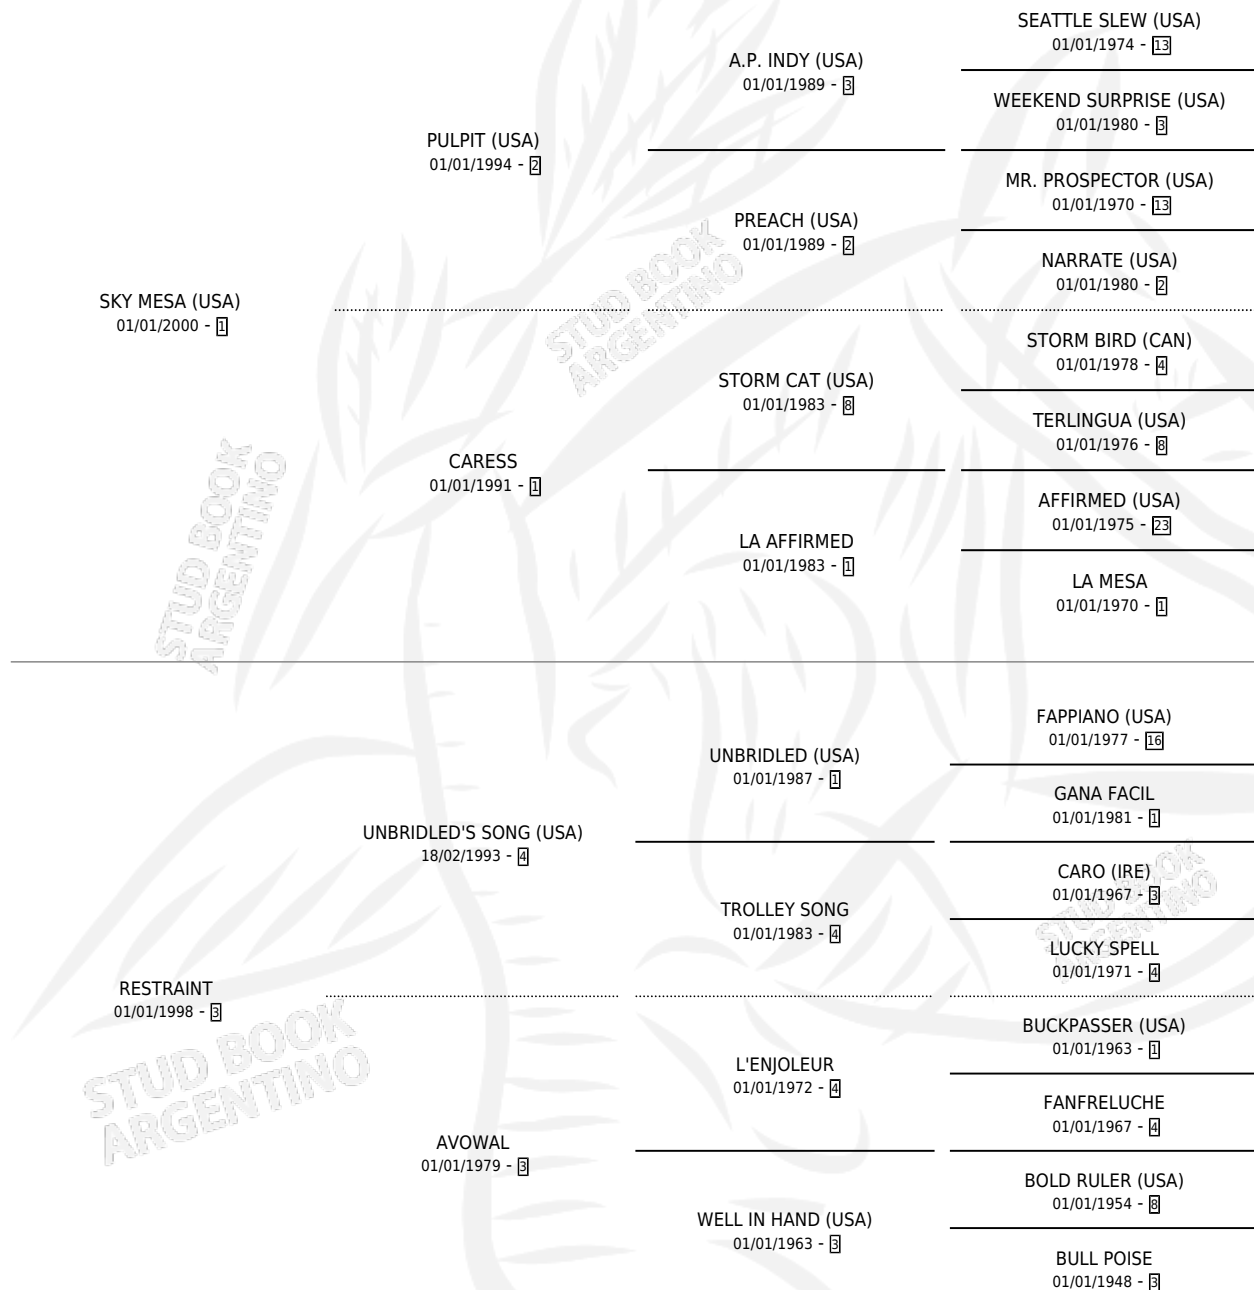 SEATTLE SLEW (USA)
01/01/1974 - 13
A.P. INDY (USA)
01/01/1989 - 3
WEEKEND SURPRISE (USA)
01/01/1980 - 3
PULPIT (USA)
01/01/1994 - 2
MR. PROSPECTOR (USA)
01/01/1970 - 13
PREACH (USA)
01/01/1989 - 2
NARRATE (USA)
01/01/1980 - 2
SKY MESA (USA)
01/01/2000 - 1
STORM BIRD (CAN)
01/01/1978 - 4
STORM CAT (USA)
01/01/1983 - 8
TERLINGUA (USA)
01/01/1976 - 8
CARESS
01/01/1991 - 1
AFFIRMED (USA)
01/01/1975 - 23
LA AFFIRMED
01/01/1983 - 1
LA MESA
01/01/1970 - 1
FAPPIANO (USA)
01/01/1977 - 16
UNBRIDLED (USA)
01/01/1987 - 1
GANA FACIL
01/01/1981 - 1
UNBRIDLED'S SONG (USA)
18/02/1993 - 4
CARO (IRE)
01/01/1967 - 3
TROLLEY SONG
01/01/1983 - 4
LUCKY SPELL
01/01/1971 - 4
RESTRAINT
01/01/1998 - 3
BUCKPASSER (USA)
01/01/1963 - 1
L'ENJOLEUR
01/01/1972 - 4
FANFRELUCHE
01/01/1967 - 4
AVOWAL
01/01/1979 - 3
BOLD RULER (USA)
01/01/1954 - 8
WELL IN HAND (USA)
01/01/1963 - 3
BULL POISE
01/01/1948 - 3
STUD BOOK
ARGENTINO
STUD BOOK
ARGENTINO
STUD BOOK
ARGENTINO
STUD BOOK
ARGENTINO